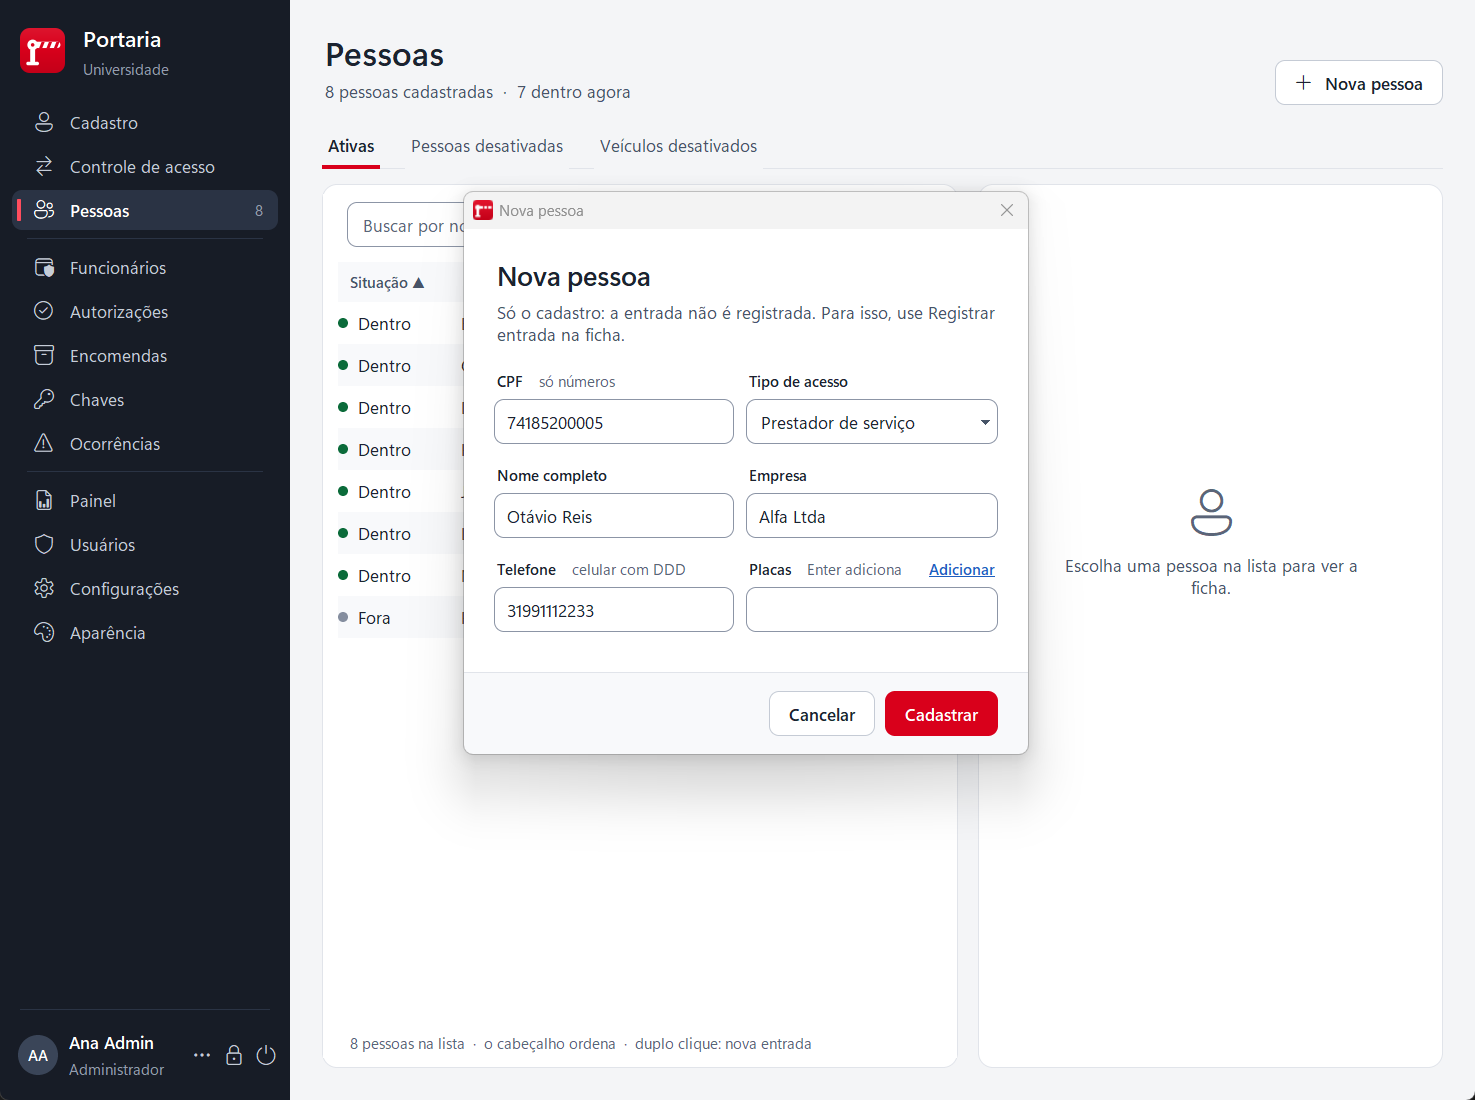 Portaria
Universidade
Cadastro
Controle de acesso
Pessoas 8
Funcionários
Autorizações
Encomendas
Chaves
Ocorrências
Painel
Usuários
Configurações
Aparência
AA
Ana Admin
Administrador
Pessoas
8 pessoas cadastradas · 7 dentro agora
Nova pessoa
Ativas
Pessoas desativadas
Veículos desativados
Buscar por
Situação ▲
Dentro
Dentro
Dentro
Dentro
Dentro
Dentro
Dentro
Fora
8 pessoas na lista · o cabeçalho ordena · duplo clique: nova entrada
Nova pessoa
Nova pessoa
Só o cadastro: a entrada não é registrada. Para isso, use Registrar
entrada na ficha.
CPF só números
74185200005
Tipo de acesso
Prestador de serviço
Nome completo
Otávio Reis
Empresa
Alfa Ltda
Telefone celular com DDD
31991112233
Placas Enter adiciona Adicionar
Cancelar
Cadastrar
Escolha uma pessoa na lista para ver a
ficha.